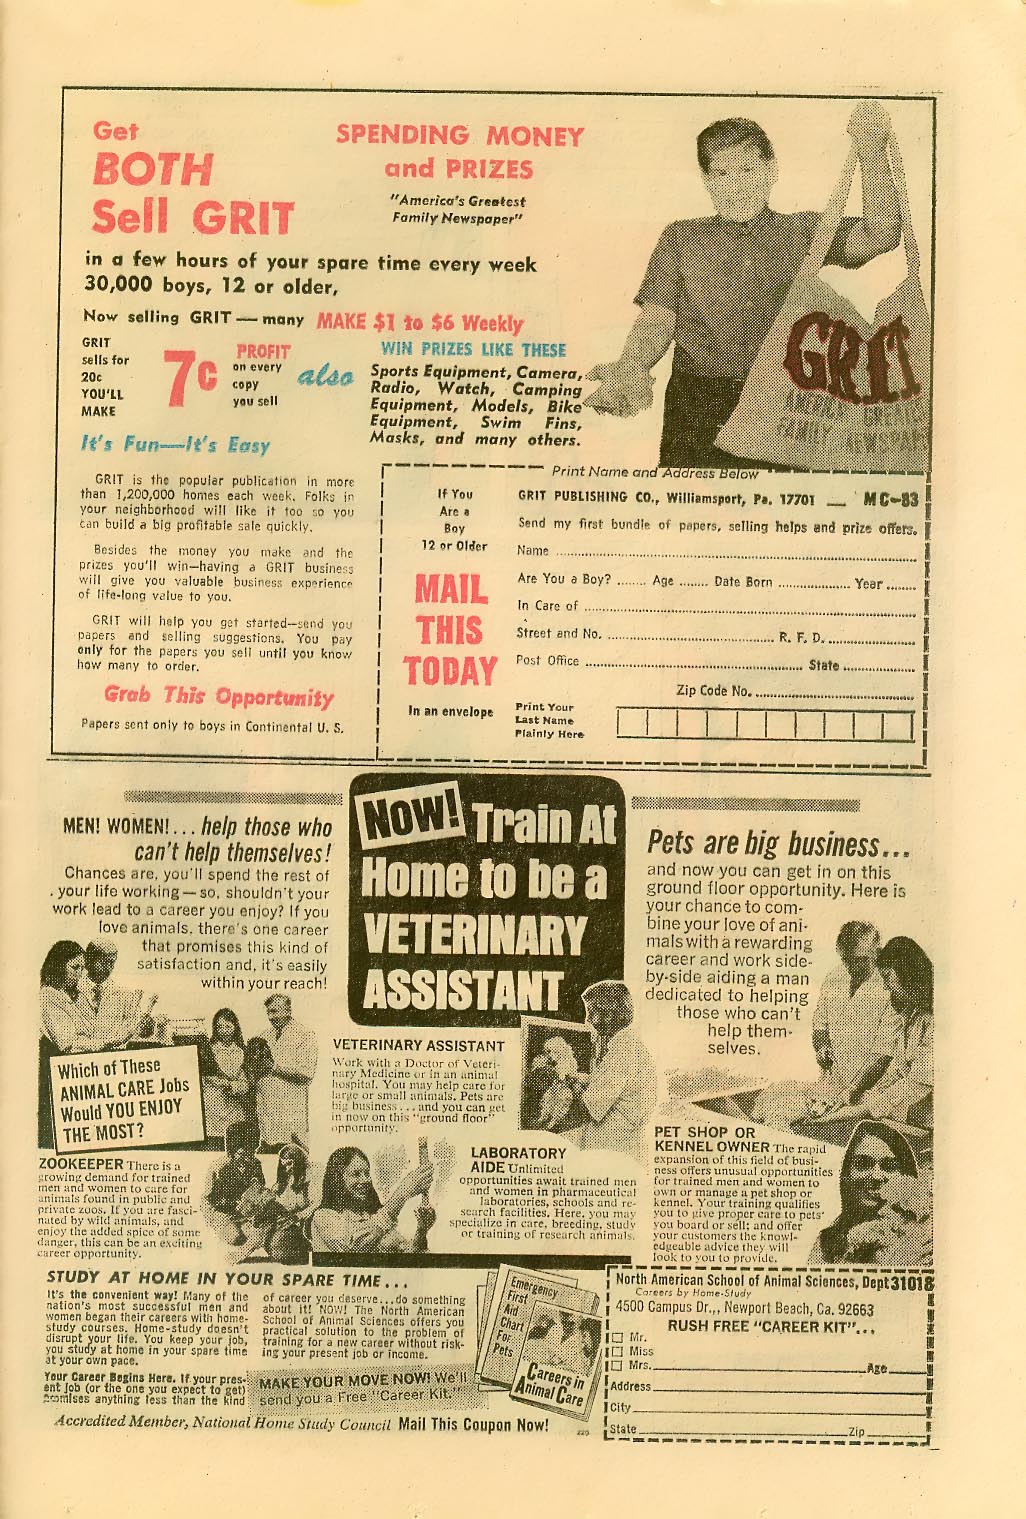 Get
BOTH
Sell GRIT
SPENDING MONEY
and PRIZES
"America's Greatest
Family Newspaper"
in a few hours of your spare time every week
30,000 boys, 12 or older,
Now selling GRIT — many MAKE $1 to $6 Weekly
GRIT
sells for
20c
YOU'LL
MAKE
7c
PROFIT
on every
copy
you sell
also
WIN PRIZES LIKE THESE
Sports Equipment, Camera,
Radio, Watch, Camping
Equipment, Models, Bike
Equipment, Swim Fins,
Masks, and many others.
It's Fun—It's Easy
GRIT is the popular publication in more
than 1,200,000 homes each week. Folks in
your neighborhood will like it too so you
can build a big profitable sale quickly.
Besides the money you make and the
prizes you'll win—having a GRIT business
will give you valuable business experience
of life-long value to you.
GRIT will help you get started—send you
papers and selling suggestions. You pay
only for the papers you sell until you know
how many to order.
Grab This Opportunity
Papers sent only to boys in Continental U. S.
GRIT
AMERICA'S GREATEST
FAMILY NEWSPAPER
Print Name and Address Below
If You
Are a
Boy
12 or Older
MAIL
THIS
TODAY
In an envelope
GRIT PUBLISHING CO., Williamsport, Pa. 17701 __ MC-83
Send my first bundle of papers, selling helps and prize offers.
Name
Are You a Boy? ........ Age ........ Date Born .................. Year ........
In Care of
Street and No. .......... R. F. D. ..........
Post Office .......... State ..........
Zip Code No. ..........
Print Your
Last Name
Plainly Here
MEN! WOMEN!... help those who
can't help themselves!
Chances are, you'll spend the rest of
your life working — so, shouldn't your
work lead to a career you enjoy? If you
love animals, there's one career
that promises this kind of
satisfaction and, it's easily
within your reach!
NOW! Train At
Home to be a
VETERINARY
ASSISTANT
Pets are big business...
and now you can get in on this
ground floor opportunity. Here is
your chance to com-
bine your love of ani-
mals with a rewarding
career and work side-
by-side aiding a man
dedicated to helping
those who can't
help them-
selves.
Which of These
ANIMAL CARE Jobs
Would YOU ENJOY
THE MOST?
VETERINARY ASSISTANT
Work with a Doctor of Veteri-
nary Medicine or in an animal
hospital. You may help care for
large or small animals. Pets are
big business . . . and you can get
in now on this "ground floor"
opportunity.
ZOOKEEPER There is a
growing demand for trained
men and women to care for
animals found in public and
private zoos. If you are fasci-
nated by wild animals, and
enjoy the added spice of some
danger, this can be an exciting
career opportunity.
LABORATORY
AIDE Unlimited
opportunities await trained men
and women in pharmaceutical
laboratories, schools and re-
search facilities. Here, you may
specialize in care, breeding, study
or training of research animals.
PET SHOP OR
KENNEL OWNER The rapid
expansion of this field of busi-
ness offers unusual opportunities
for trained men and women to
own or manage a pet shop or
kennel. Your training qualifies
you to give proper care to pets
you board or sell; and offer
your customers the knowl-
edgeable advice they will
look to you to provide.
STUDY AT HOME IN YOUR SPARE TIME...
It's the convenient way! Many of the
nation's most successful men and
women began their careers with home-
study courses. Home-study doesn't
disrupt your life. You keep your job,
you study at home in your spare time
at your own pace.
Your Career Begins Here. If your pres-
ent job (or the one you expect to get)
promises anything less than the kind
of career you deserve...do something
about it! NOW! The North American
School of Animal Sciences offers you
practical solution to the problem of
training for a new career without risk-
ing your present job or income.
MAKE YOUR MOVE NOW! We'll
send you a Free "Career Kit."
Accredited Member, National Home Study Council Mail This Coupon Now!
Emergency
First
Aid
Chart
For
Pets
Careers in
Animal Care
229
North American School of Animal Sciences, Dept 31018
Careers by Home-Study
4500 Campus Dr., Newport Beach, Ca. 92663
RUSH FREE "CAREER KIT"...
Mr.
Miss
Mrs. Age
Address
City
State Zip